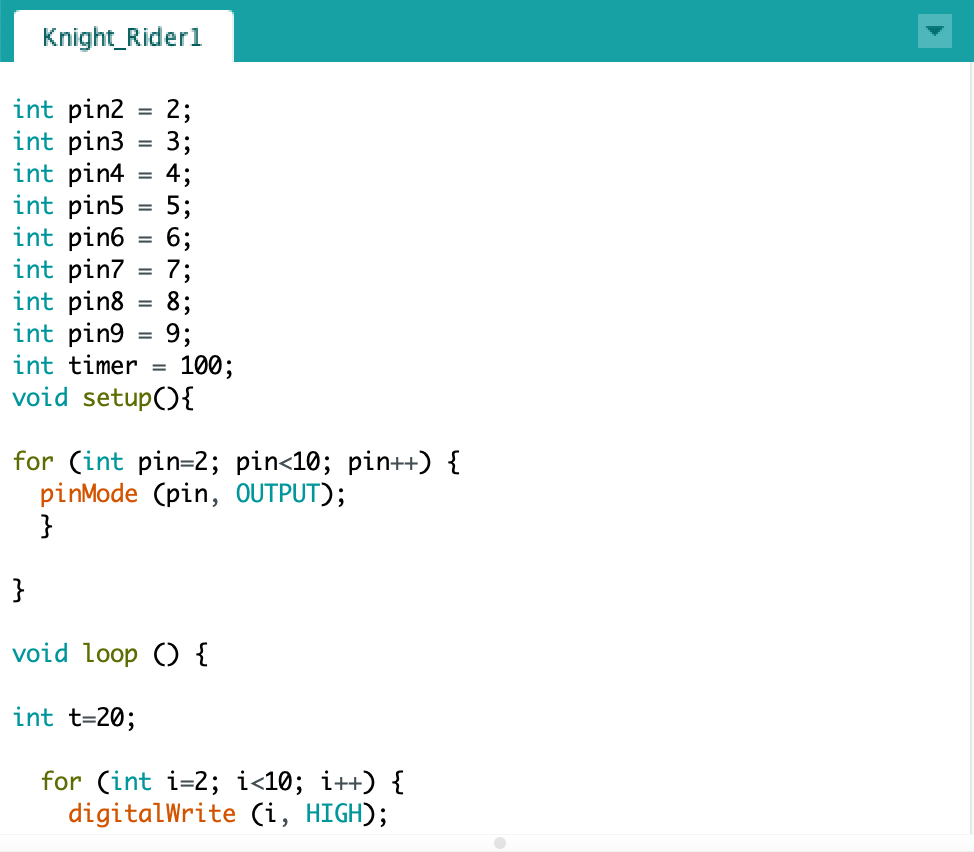 Knight_Rider1
int pin2 = 2;
int pin3 = 3;
int pin4 = 4;
int pin5 = 5;
int pin6 = 6;
int pin7 = 7;
int pin8 = 8;
int pin9 = 9;
int timer = 100;
void setup(){
for (int pin=2; pin<10; pin++) {
  pinMode (pin, OUTPUT);
  }
}
void loop () {
int t=20;
  for (int i=2; i<10; i++) {
    digitalWrite (i, HIGH);